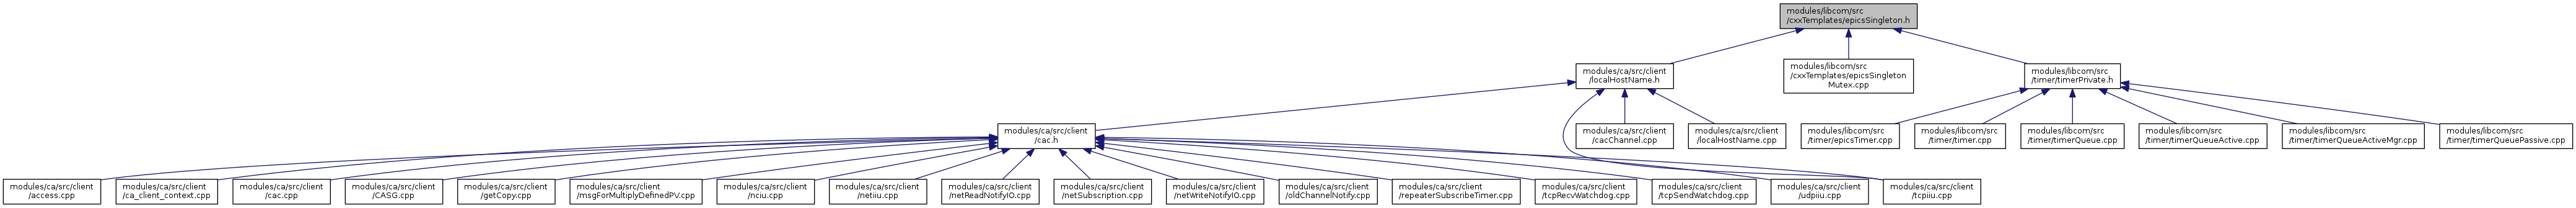 modules/libcom/src
/cxxTemplates/epicsSingleton.h
modules/ca/src/client
/localHostName.h
modules/libcom/src
/cxxTemplates/epicsSingleton
Mutex.cpp
modules/libcom/src
/timer/timerPrivate.h
modules/ca/src/client
/cac.h
modules/ca/src/client
/cacChannel.cpp
modules/ca/src/client
/localHostName.cpp
modules/libcom/src
/timer/epicsTimer.cpp
modules/libcom/src
/timer/timer.cpp
modules/libcom/src
/timer/timerQueue.cpp
modules/libcom/src
/timer/timerQueueActive.cpp
modules/libcom/src
/timer/timerQueueActiveMgr.cpp
modules/libcom/src
/timer/timerQueuePassive.cpp
modules/ca/src/client
/access.cpp
modules/ca/src/client
/ca_client_context.cpp
modules/ca/src/client
/cac.cpp
modules/ca/src/client
/CASG.cpp
modules/ca/src/client
/getCopy.cpp
modules/ca/src/client
/msgForMultiplyDefinedPV.cpp
modules/ca/src/client
/nciu.cpp
modules/ca/src/client
/netiiu.cpp
modules/ca/src/client
/netReadNotifyIO.cpp
modules/ca/src/client
/netSubscription.cpp
modules/ca/src/client
/netWriteNotifyIO.cpp
modules/ca/src/client
/oldChannelNotify.cpp
modules/ca/src/client
/repeaterSubscribeTimer.cpp
modules/ca/src/client
/tcpRecvWatchdog.cpp
modules/ca/src/client
/tcpSendWatchdog.cpp
modules/ca/src/client
/udpiiu.cpp
modules/ca/src/client
/tcpiiu.cpp